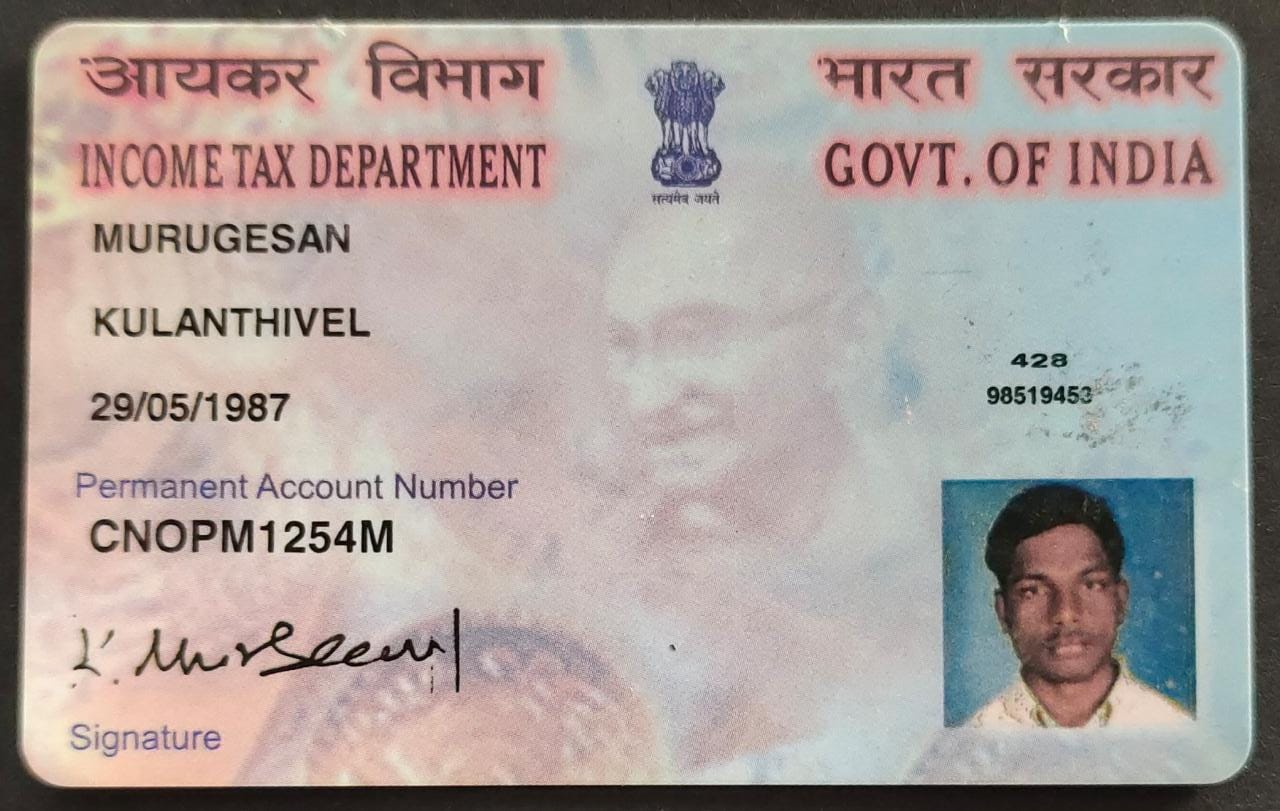 आयकर विभाग भारत सरकार
INCOME TAX DEPARTMENT GOVT. OF INDIA
सत्यमेव जयते
MURUGESAN
KULANTHIVEL
29/05/1987
428
98519453
Permanent Account Number
CNOPM1254M
Signature